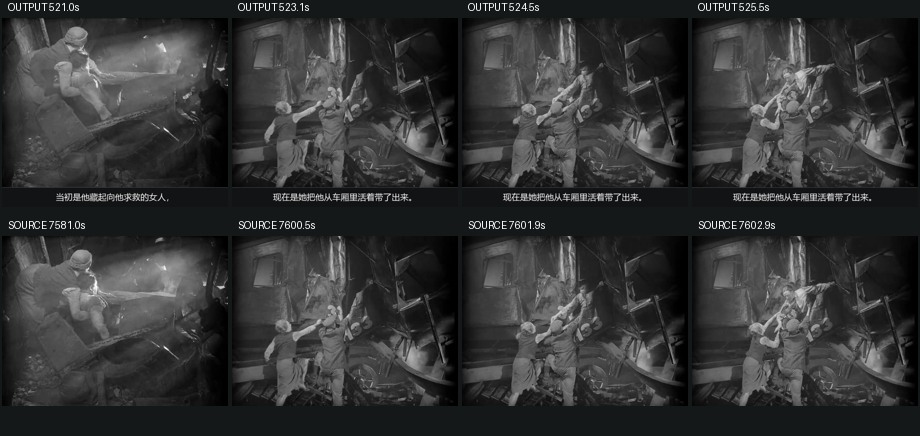 OUTPUT 521.0s
OUTPUT 523.1s
OUTPUT 524.5s
OUTPUT 525.5s
当初是他藏起向他求救的女人，
现在是她把他从车厢里活着带了出来。
现在是她把他从车厢里活着带了出来。
现在是她把他从车厢里活着带了出来。
SOURCE 7581.0s
SOURCE 7600.5s
SOURCE 7601.9s
SOURCE 7602.9s